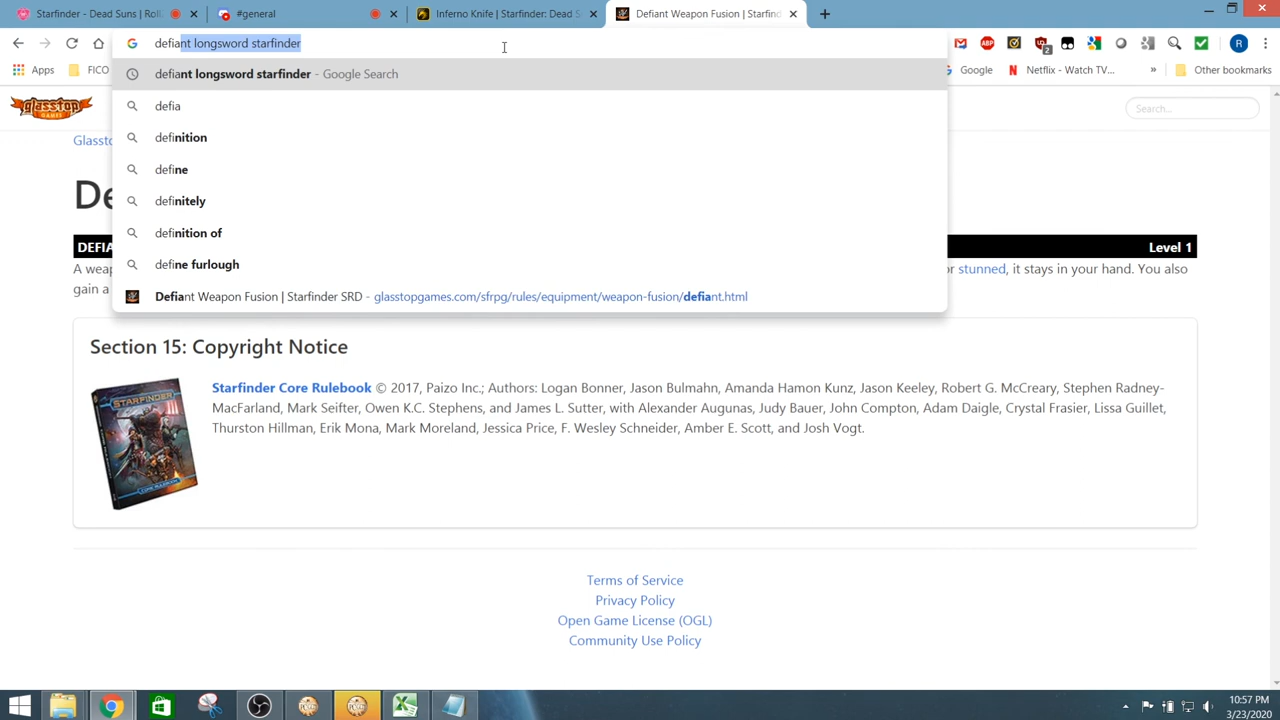 Starfinder - Dead Suns | Roll
#general
Inferno Knife | Starfinder: Dead S
Defiant Weapon Fusion | Starfind
defiant longsword starfinder
Apps
FICO
Google
Netflix - Watch TV...
»
Other bookmarks
R
2
defiant longsword starfinder - Google Search
defia
definition
define
definitely
definition of
define furlough
Defiant Weapon Fusion | Starfinder SRD - glasstopgames.com/sfrpg/rules/equipment/weapon-fusion/defiant.html
glasstop
GAMES
Search...
Glassto
De
DEFIA
Level 1
A weap
or stunned, it stays in your hand. You also
gain a
Section 15: Copyright Notice
STARFINDER
CORE RULEBOOK
Starfinder Core Rulebook © 2017, Paizo Inc.; Authors: Logan Bonner, Jason Bulmahn, Amanda Hamon Kunz, Jason Keeley, Robert G. McCreary, Stephen Radney-
MacFarland, Mark Seifter, Owen K.C. Stephens, and James L. Sutter, with Alexander Augunas, Judy Bauer, John Compton, Adam Daigle, Crystal Frasier, Lissa Guillet,
Thurston Hillman, Erik Mona, Mark Moreland, Jessica Price, F. Wesley Schneider, Amber E. Scott, and Josh Vogt.
Terms of Service
Privacy Policy
Open Game License (OGL)
Community Use Policy
10:57 PM
3/23/2020